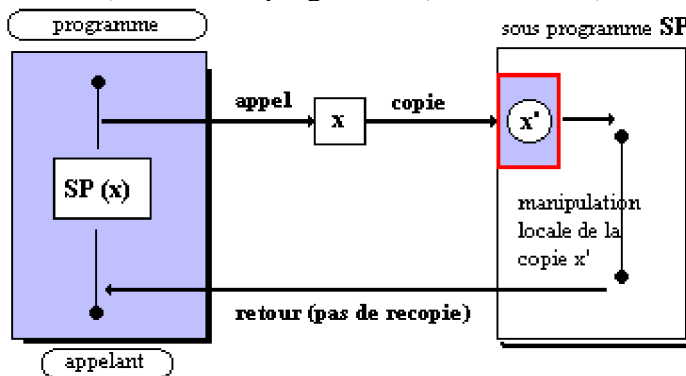 programme
sous programme SP
appel
copie
x
x'
SP (x)
manipulation
locale de la
copie x'
retour (pas de recopie)
appelant